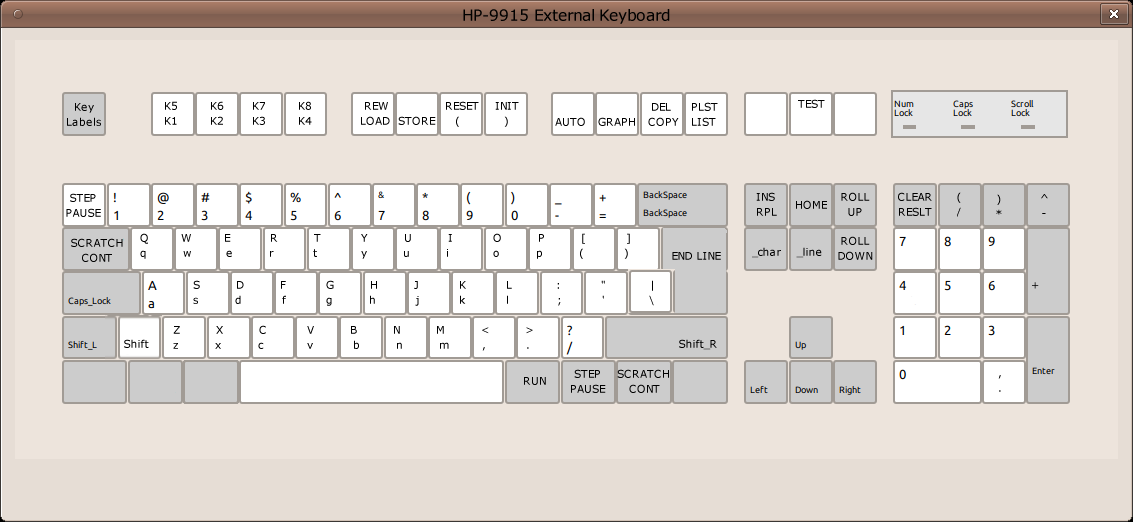 HP-9915 External Keyboard
Key
Labels
K5
K1
K6
K2
K7
K3
K8
K4
REW
LOAD
STORE
RESET
(
INIT
)
AUTO
GRAPH
DEL
COPY
PLST
LIST
TEST
Num
Lock
Caps
Lock
Scroll
Lock
STEP
PAUSE
!
1
@
2
#
3
$
4
%
5
^
6
&
7
*
8
(
9
)
0
_
-
+
=
BackSpace
BackSpace
INS
RPL
HOME
ROLL
UP
CLEAR
RESLT
(
/
)
*
^
-
SCRATCH
CONT
Q
q
W
w
E
e
R
r
T
t
Y
y
U
u
I
i
O
o
P
p
[
(
]
)
END LINE
_char
_line
ROLL
DOWN
7
8
9
+
Caps_Lock
A
a
S
s
D
d
F
f
G
g
H
h
J
j
K
k
L
l
:
;
"
'
|
\
4
5
6
Shift_L
Shift
Z
z
X
x
C
c
V
v
B
b
N
n
M
m
<
,
>
.
?
/
Shift_R
Up
1
2
3
Enter
RUN
STEP
PAUSE
SCRATCH
CONT
Left
Down
Right
0
,
.